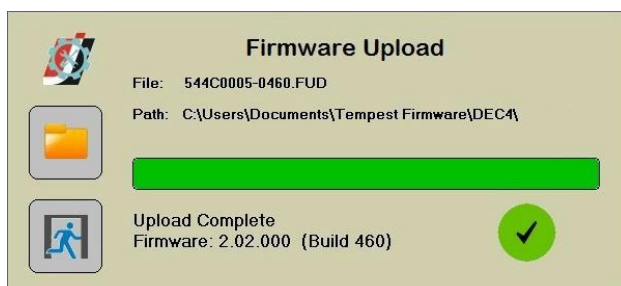 Firmware Upload
File: 544C0005-0460.FUD
Path: C:\Users\Documents\Tempest Firmware\DEC4\
Upload Complete
Firmware: 2.02.000 (Build 460)